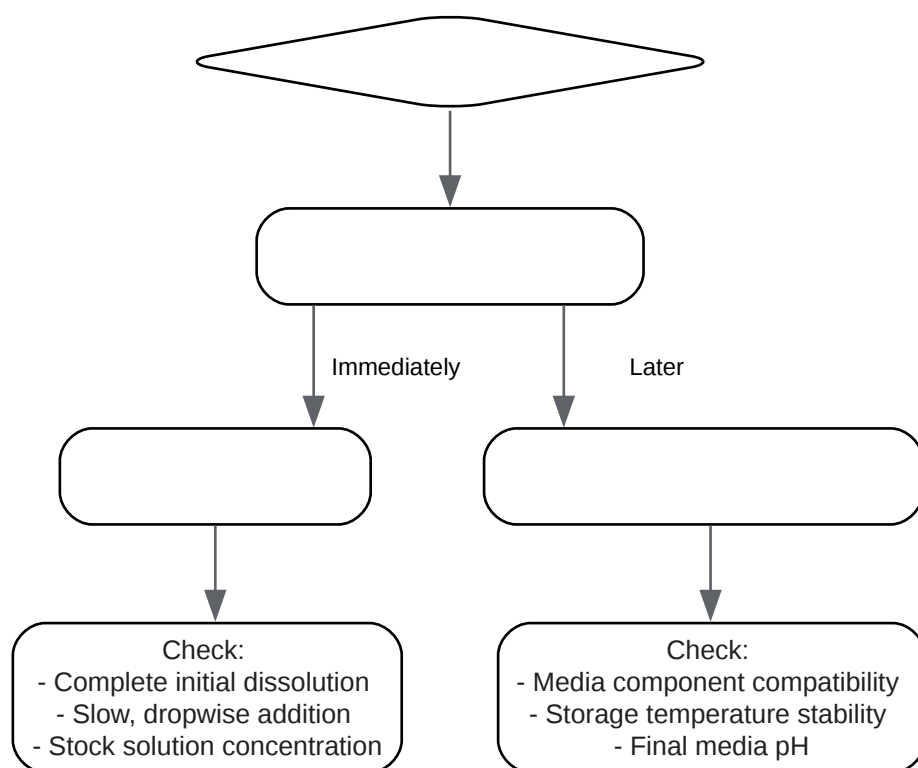 Immediately
Later
Check:
- Complete initial dissolution
- Slow, dropwise addition
- Stock solution concentration
Check:
- Media component compatibility
- Storage temperature stability
- Final media pH